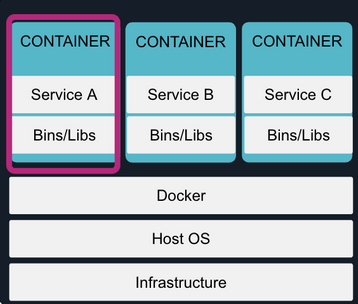 CONTAINER CONTAINER CONTAINER
Service A Service B Service C
Bins/Libs Bins/Libs Bins/Libs
Docker
Host OS
Infrastructure